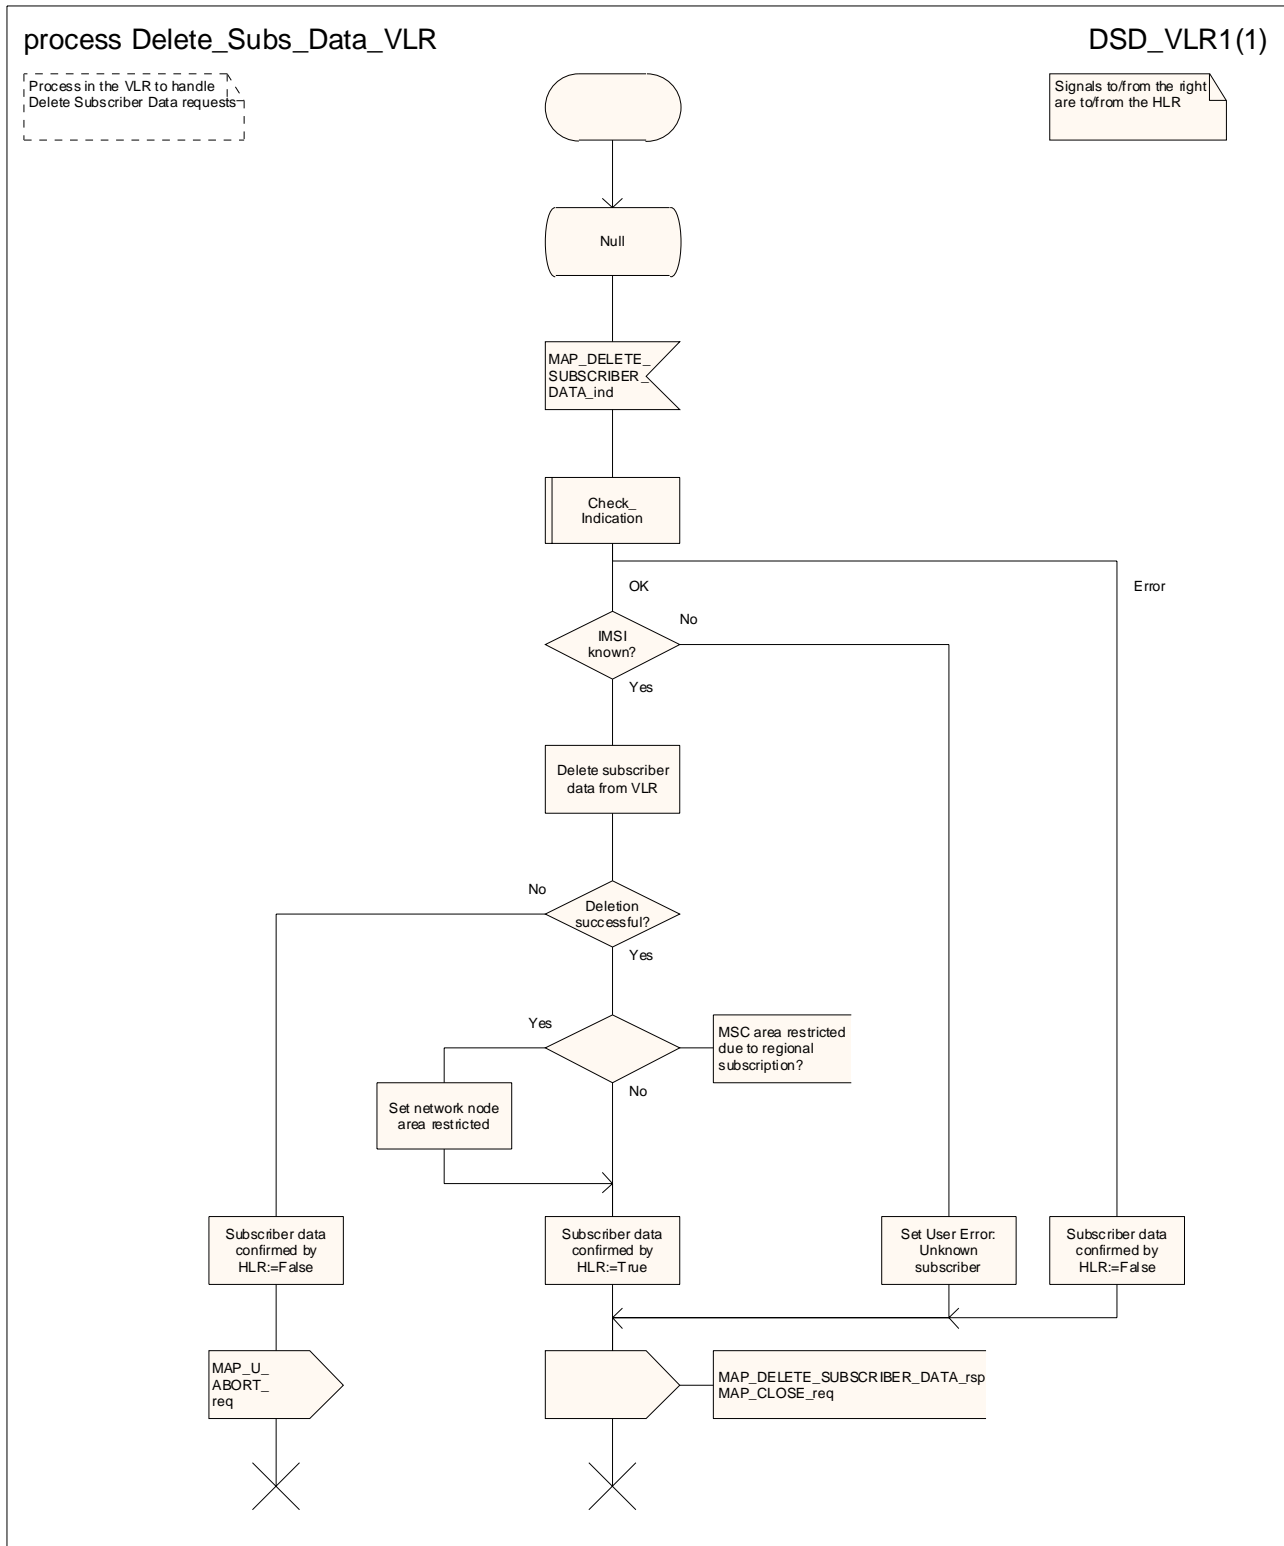 process Delete_Subs_Data_VLR
DSD_VLR1(1)
Process in the VLR to handle
Delete Subscriber Data requests
Signals to/from the right
are to/from the HLR
Null
MAP_DELETE_
SUBSCRIBER_
DATA_ind
Check_
Indication
OK
Error
IMSI
known?
No
Yes
Delete subscriber
data from VLR
No
Deletion
successful?
Yes
Yes
MSC area restricted
due to regional
subscription?
No
Set network node
area restricted
Subscriber data
confirmed by
HLR:=False
Subscriber data
confirmed by
HLR:=True
Set User Error:
Unknown
subscriber
Subscriber data
confirmed by
HLR:=False
MAP_U_
ABORT_
req
MAP_DELETE_SUBSCRIBER_DATA_rsp
MAP_CLOSE_req